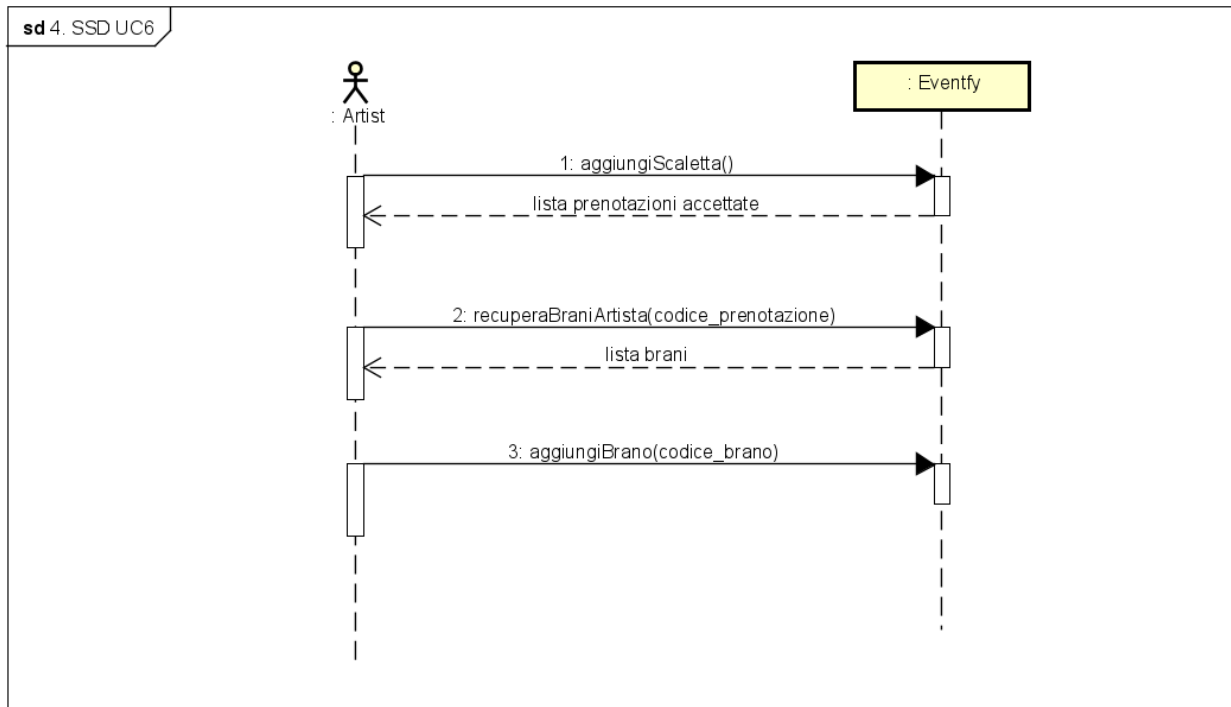 sd 4. SSD UC6
: Artist
: Eventfy
1: aggiungiScaletta()
lista prenotazioni accettate
2: recuperaBraniArtista(codice_prenotazione)
lista brani
3: aggiungiBrano(codice_brano)